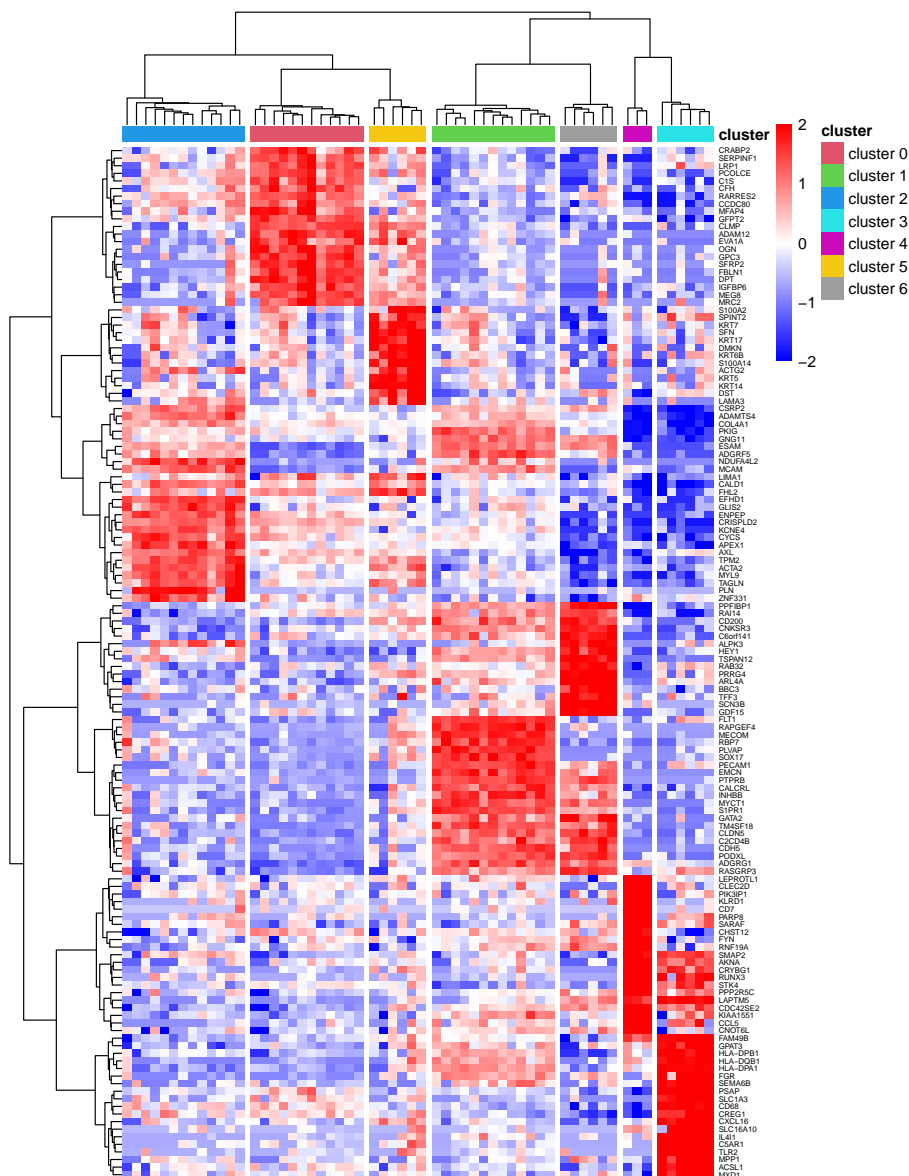 cluster
2
1
0
−1
−2
cluster
cluster 0
cluster 1
cluster 2
cluster 3
cluster 4
cluster 5
cluster 6
CRABP2
SERPINF1
LRP1
PCOLCE
C1S
CFH
RARRES2
CCDC80
MFAP4
GFPT2
CLMP
ADAM12
EVA1A
OGN
GPC3
SFRP2
FBLN1
DPT
IGFBP6
MEG8
MRC2
S100A2
SPINT2
KRT7
SFN
KRT17
DMKN
KRT6B
S100A14
ACTG2
KRT5
KRT14
DST
LAMA3
CSRP2
ADAMTS4
COL4A1
PKIG
GNG11
ESAM
ADGRF5
NDUFA4L2
MCAM
LIMA1
CALD1
FHL2
EFHD1
GLIS2
ENPEP
CRISPLD2
KCNE4
CYCS
APEX1
AXL
TPM2
ACTA2
MYL9
TAGLN
PLN
ZNF331
PPFIBP1
RAI14
CD200
CNKSR3
C6orf141
ALPK3
HEY1
TSPAN12
RAB32
PRRG4
ARL4A
BBC3
TFF3
SCN3B
GDF15
FLT1
RAPGEF4
MECOM
RBP7
PLVAP
SOX17
PECAM1
EMCN
PTPRB
CALCRL
INHBB
MYCT1
S1PR1
GATA2
TM4SF18
CLDN5
C2CD4B
CDH5
PODXL
ADGRG1
RASGRP3
LEPROTL1
CLEC2D
PIK3IP1
KLRD1
CD7
PARP8
SARAF
CHST12
FYN
RNF19A
SMAP2
AKNA
CRYBG1
RUNX3
STK4
PPP2R5C
LAPTM5
CDC42SE2
KIAA1551
CCL5
CNOT6L
FAM49B
GPAT3
HLA−DPB1
HLA−DQB1
HLA−DPA1
FGR
SEMA6B
PSAP
SLC1A3
CD68
CREG1
CXCL16
SLC16A10
IL4I1
C5AR1
TLR2
MPP1
ACSL1
MXD1